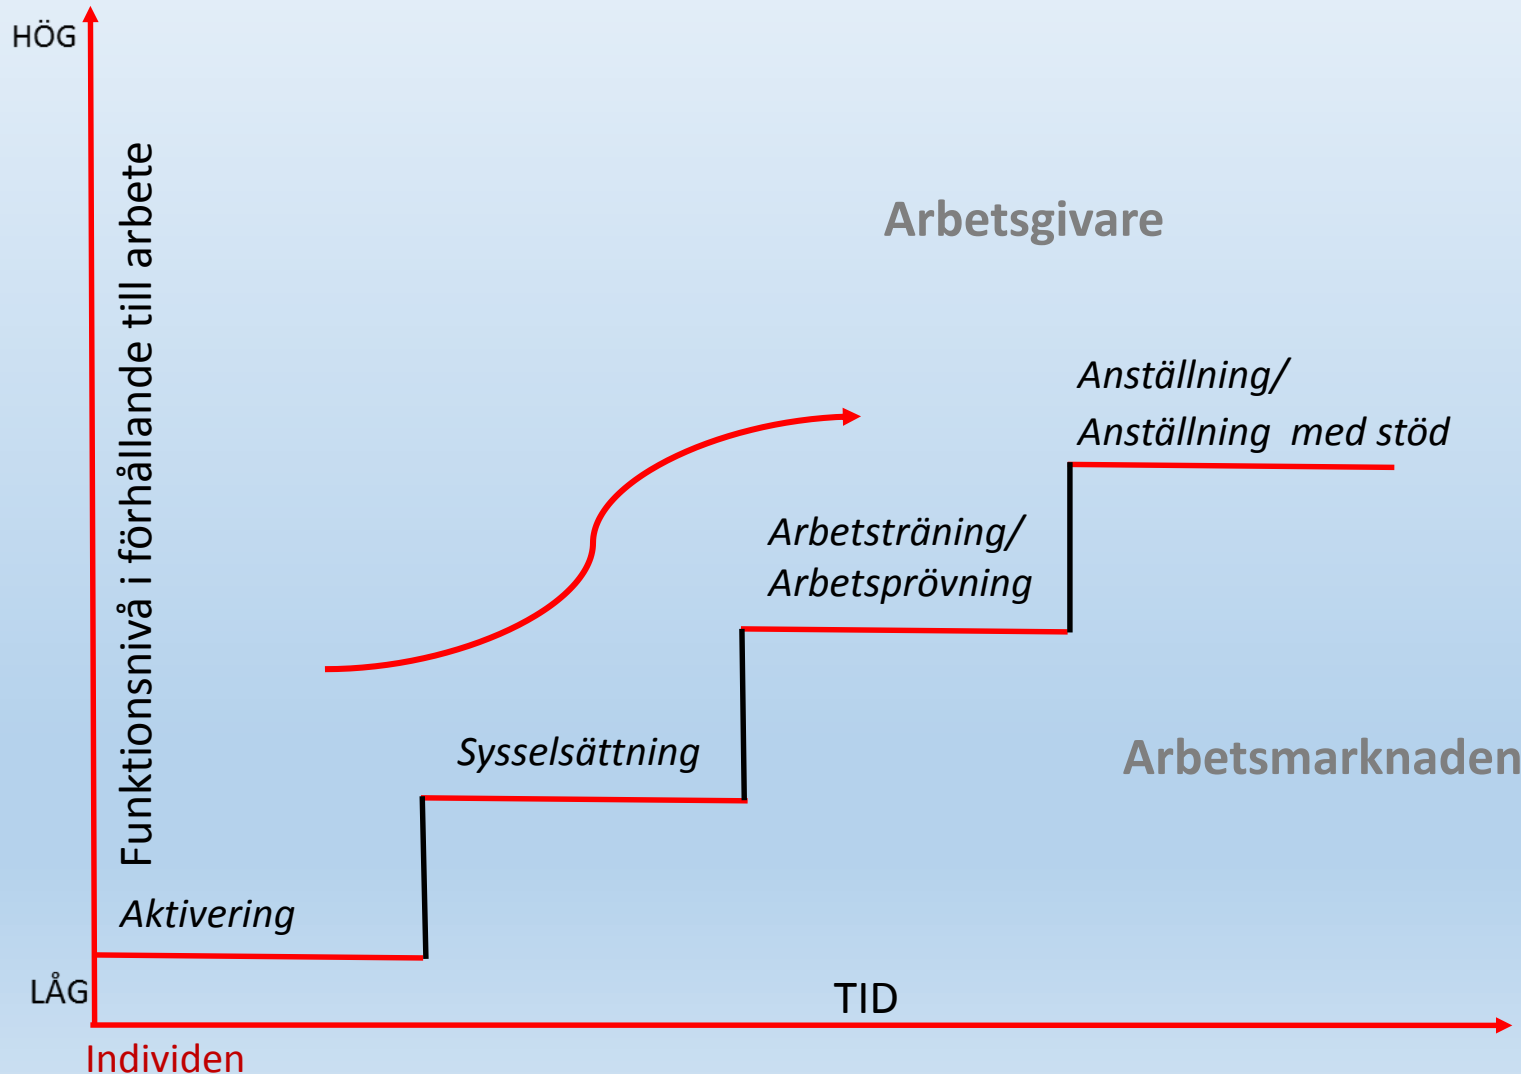 HÖG
Funktionsnivå i förhållande till arbete
Arbetsgivare
Anställning/
Anställning med stöd
Arbetsträning/
Arbetsprövning
Sysselsättning
Arbetsmarknaden
Aktivering
LÅG
TID
Individen